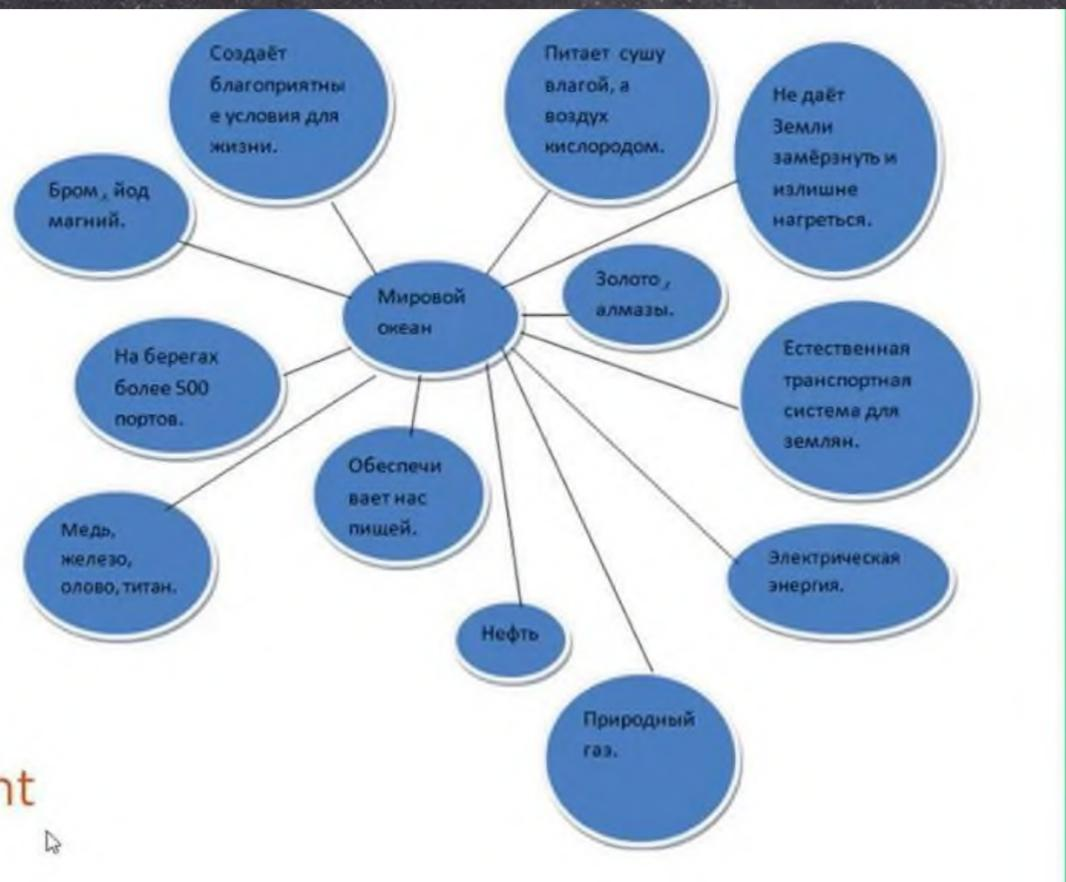 Создаёт
благоприятны
е условия для
жизни.
Питает сушу
влагой, а
воздух
кислородом.
Не даёт
Земли
замёрзнуть и
излишне
нагреться.
Бром, йод
магний.
Мировой
океан
Золото,
алмазы.
На берегах
более 500
портов.
Естественная
транспортная
система для
землян.
Обеспечи
вает нас
пищей.
Медь,
железо,
олово, титан.
Электрическая
энергия.
Нефть
Природный
газ.
nt